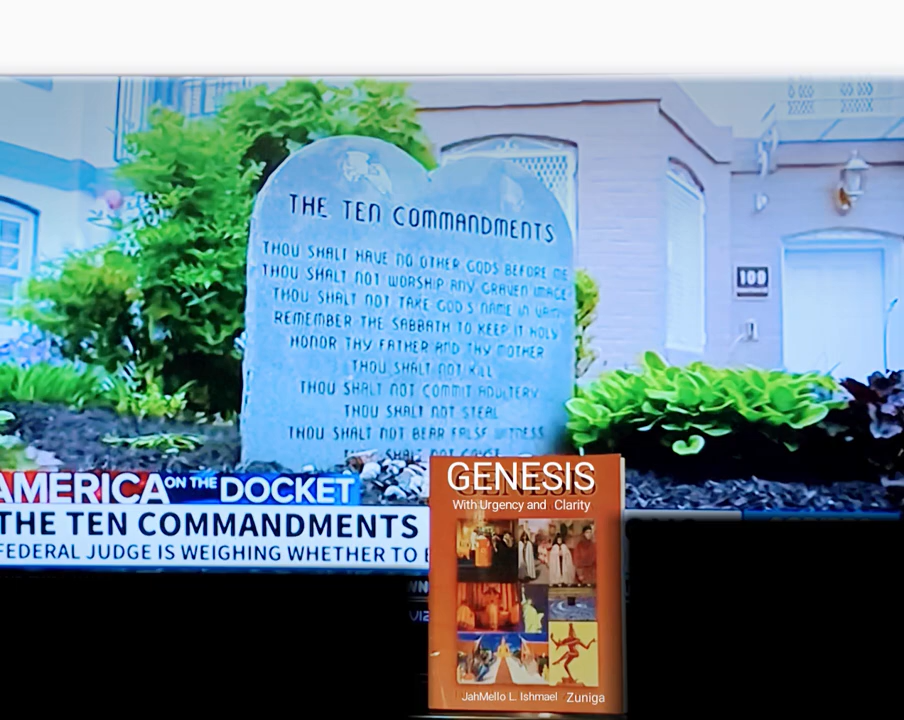 THE TEN COMMANDMENTS
THOU SHALT HAVE NO OTHER GODS BEFORE ME
THOU SHALT NOT WORSHIP ANY GRAVEN IMAGE
THOU SHALT NOT TAKE GOD'S NAME IN VAIN
REMEMBER THE SABBATH TO KEEP IT HOLY
HONOR THY FATHER AND THY MOTHER
THOU SHALT NOT KILL
THOU SHALT NOT COMMIT ADULTERY
THOU SHALT NOT STEAL
THOU SHALT NOT BEAR FALSE WITNESS
SHALT NOT
109
AMERICA ON THE DOCKET
THE TEN COMMANDMENTS
FEDERAL JUDGE IS WEIGHING WHETHER TO
GENESIS
With Urgency and Clarity
JahMello L. Ishmael Zuniga